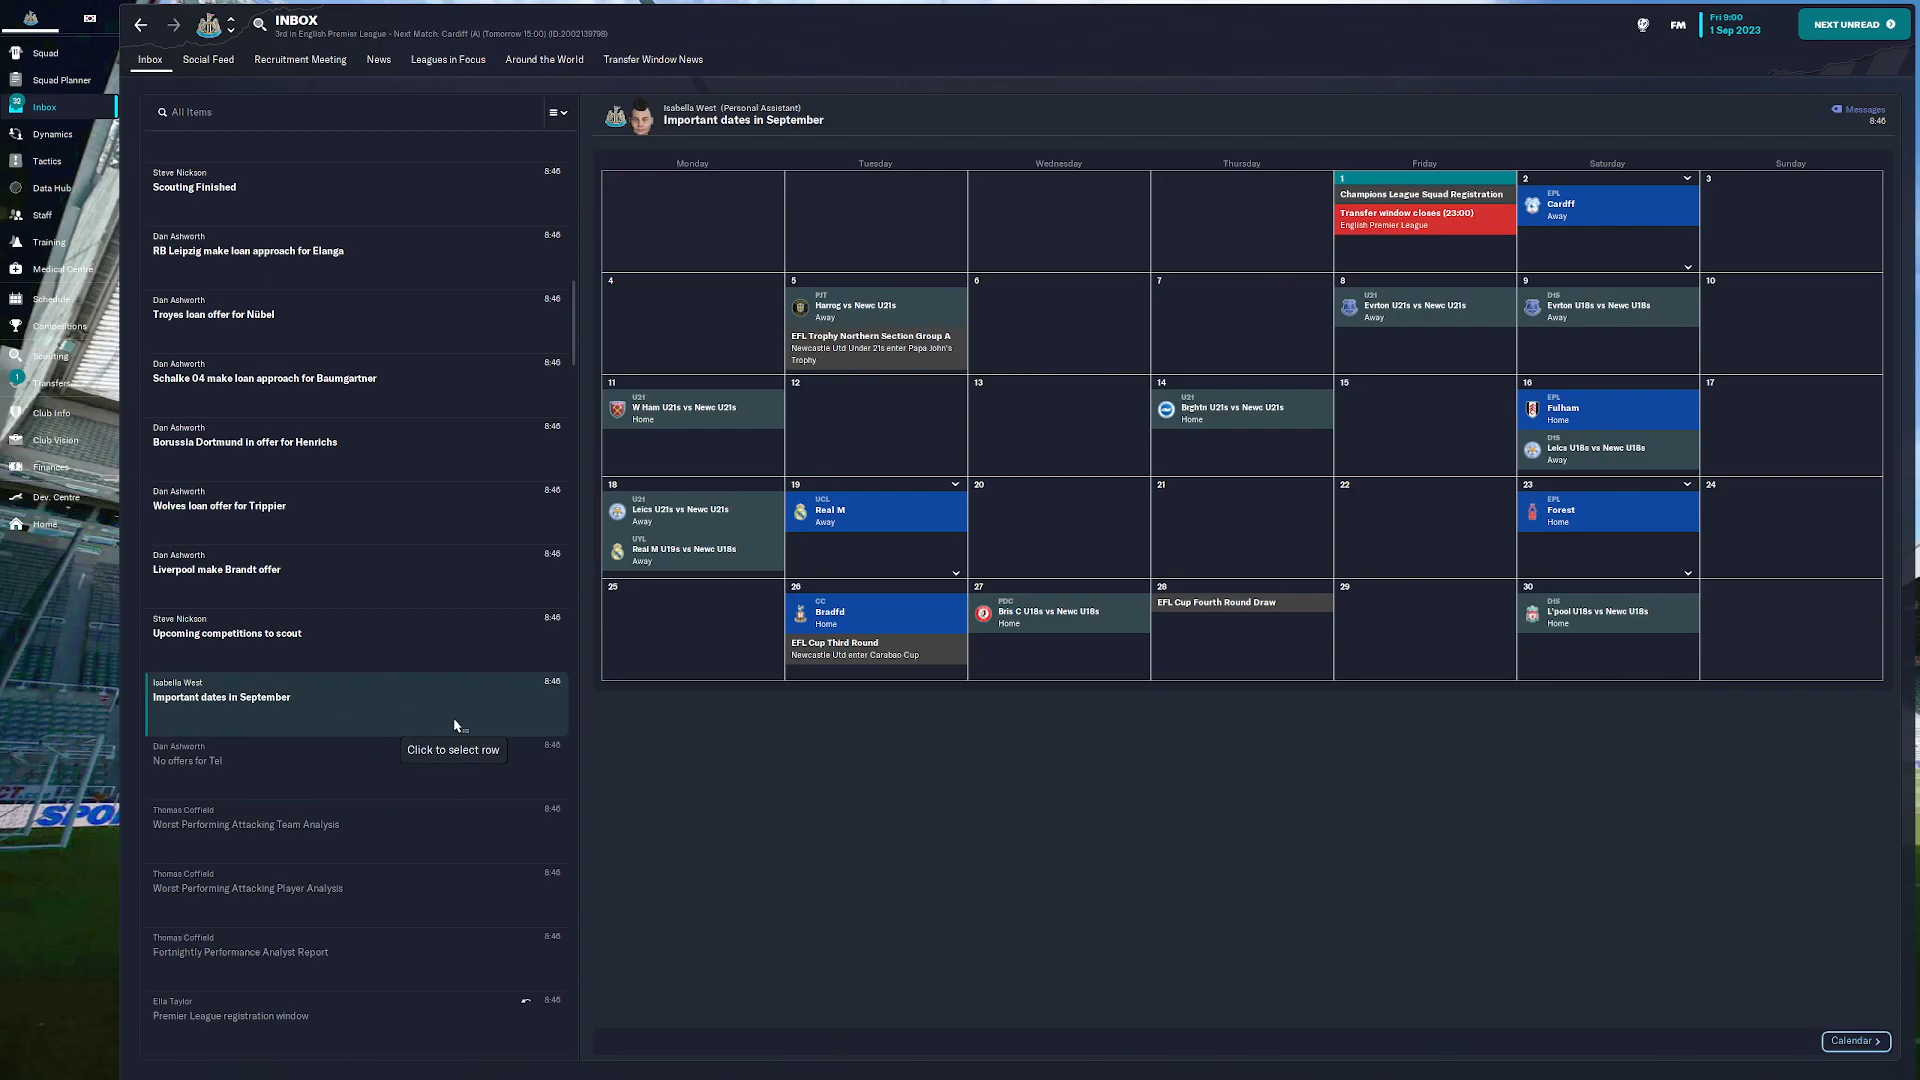 INBOX
3rd in English Premier League - Next Match: Cardiff (A) (Tomorrow 15:00) (ID:2002139798)
FM
Fri 9:00
1 Sep 2023
NEXT UNREAD
Inbox
Social Feed
Recruitment Meeting
News
Leagues in Focus
Around the World
Transfer Window News
Squad
Squad Planner
32
Inbox
Dynamics
Tactics
Data Hub
Staff
Training
Medical Centre
Schedule
Competitions
Scouting
1
Transfers
Club Info
Club Vision
Finances
Dev. Centre
Home
All Items
Steve Nickson
8:46
Scouting Finished
Dan Ashworth
8:46
RB Leipzig make loan approach for Elanga
Dan Ashworth
8:46
Troyes loan offer for Nübel
Dan Ashworth
8:46
Schalke 04 make loan approach for Baumgartner
Dan Ashworth
8:46
Borussia Dortmund in offer for Henrichs
Dan Ashworth
8:46
Wolves loan offer for Trippier
Dan Ashworth
8:46
Liverpool make Brandt offer
Steve Nickson
8:46
Upcoming competitions to scout
Isabella West
8:46
Important dates in September
Click to select row
Dan Ashworth
8:46
No offers for Tel
Thomas Coffield
8:46
Worst Performing Attacking Team Analysis
Thomas Coffield
8:46
Worst Performing Attacking Player Analysis
Thomas Coffield
8:46
Fortnightly Performance Analyst Report
Ella Taylor
8:46
Premier League registration window
Isabella West (Personal Assistant)
Important dates in September
Messages
8:46
Monday
Tuesday
Wednesday
Thursday
Friday
Saturday
Sunday
1
Champions League Squad Registration
Transfer window closes (23:00)
English Premier League
2
EPL
Cardff
Away
3
4
5
PJT
Harrog vs Newc U21s
Away
EFL Trophy Northern Section Group A
Newcastle Utd Under 21s enter Papa John's
Trophy
6
7
8
U21
Evrton U21s vs Newc U21s
Away
9
D1S
Evrton U18s vs Newc U18s
Away
10
11
U21
W Ham U21s vs Newc U21s
Home
12
13
14
U21
Brghtn U21s vs Newc U21s
Home
15
16
EPL
Fulham
Home
D1S
Leics U18s vs Newc U18s
Away
17
18
U21
Leics U21s vs Newc U21s
Away
UYL
Real M U19s vs Newc U18s
Away
19
UCL
Real M
Away
20
21
22
23
EPL
Forest
Home
24
25
26
CC
Bradfd
Home
EFL Cup Third Round
Newcastle Utd enter Carabao Cup
27
PDC
Bris C U18s vs Newc U18s
Home
28
EFL Cup Fourth Round Draw
29
30
D1S
L'pool U18s vs Newc U18s
Home
Calendar